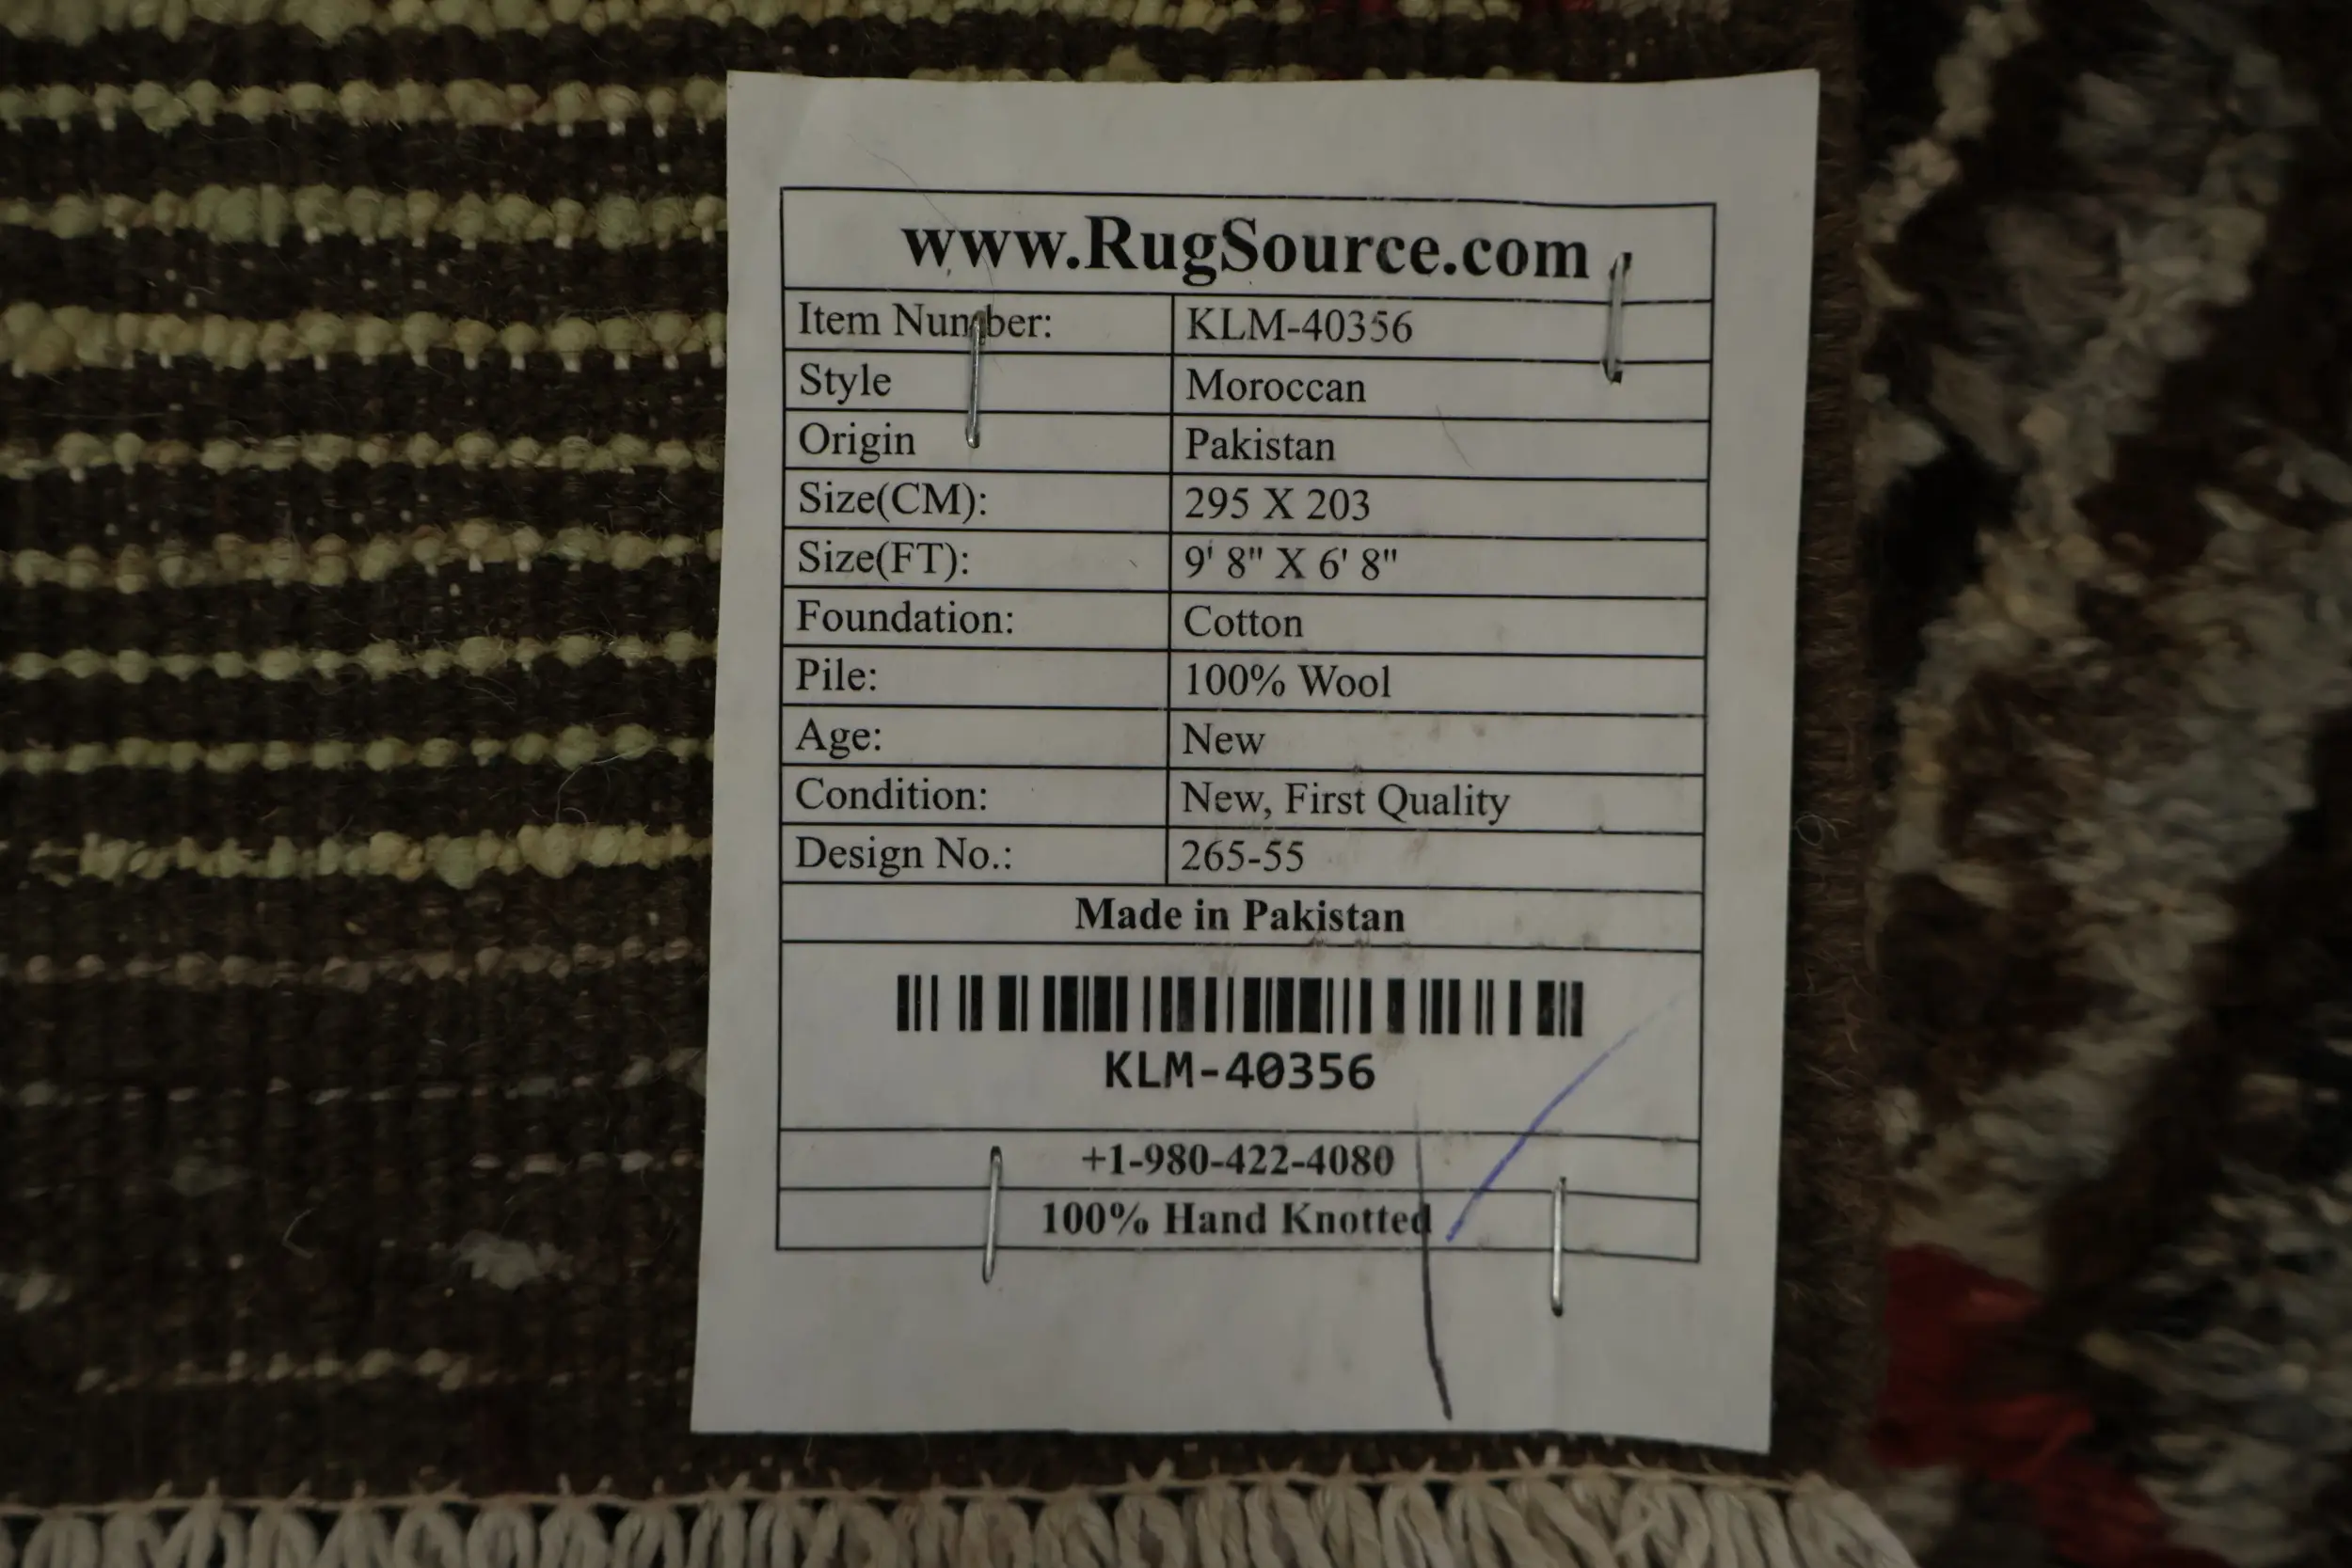 www.RugSource.com
Item Number: KLM-40356
Style Moroccan
Origin Pakistan
Size(CM): 295 X 203
Size(FT): 9' 8" X 6' 8"
Foundation: Cotton
Pile: 100% Wool
Age: New
Condition: New, First Quality
Design No.: 265-55
Made in Pakistan
KLM-40356
+1-980-422-4080
100% Hand Knotted